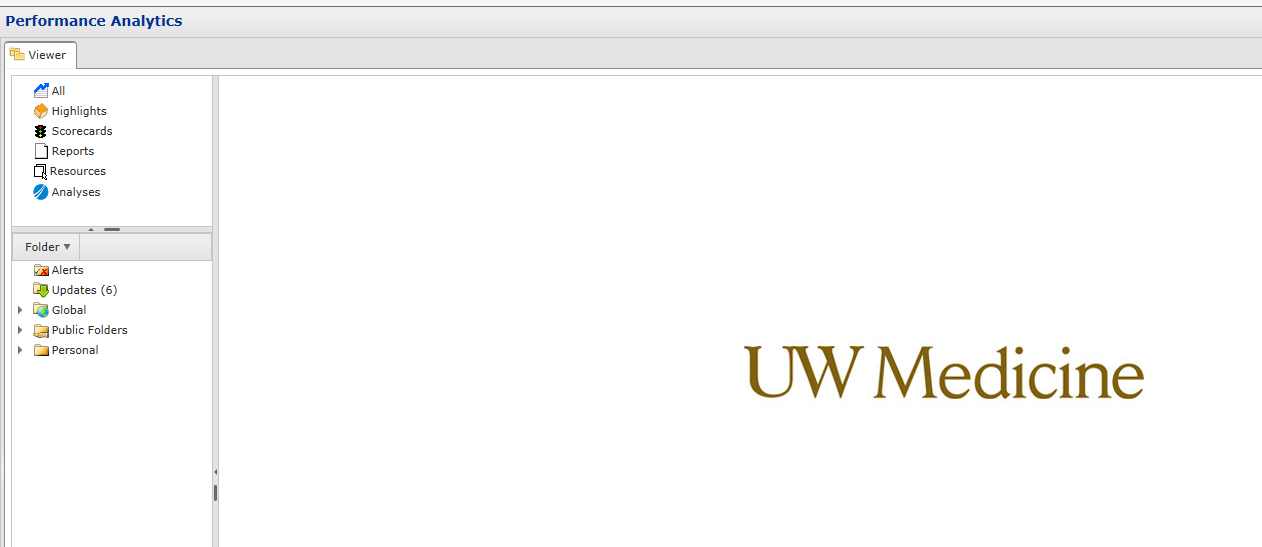 Performance Analytics
Viewer
All
Highlights
Scorecards
Reports
Resources
Analyses
Folder
Alerts
Updates (6)
Global
Public Folders
Personal
UW Medicine